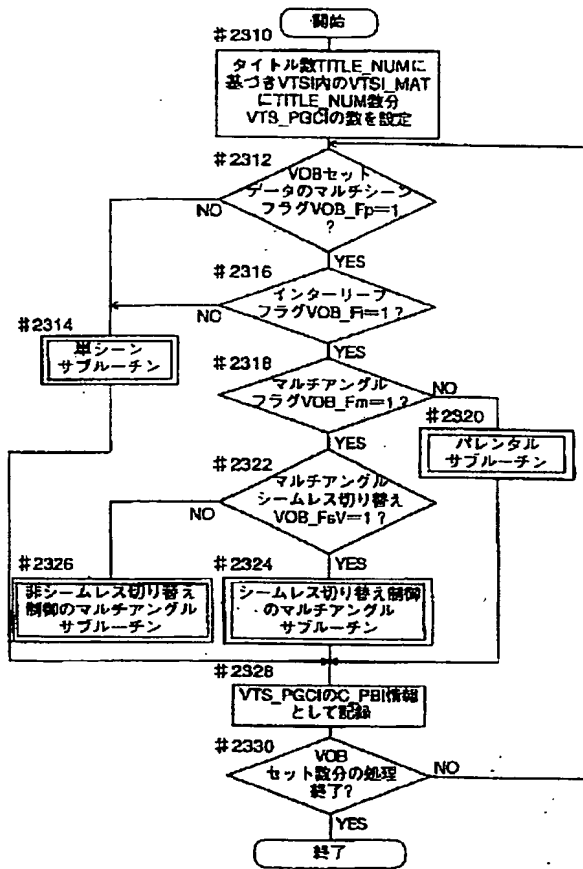 開始
#2310
タイトル数TITLE_NUMに
基づきVTSI内のVTSI_MAT
にTITLE_NUM数分
VTS_PGCIの数を設定
#2312
VOBセット
データのマルチシーン
フラグVOB_Fp=1
?
NO
YES
#2316
インターリーブ
フラグVOB_Fi=1?
NO
YES
#2314
単シーン
サブルーチン
#2318
マルチアングル
フラグVOB_Fm=1?
NO
YES
#2320
パレンタル
サブルーチン
#2322
マルチアングル
シームレス切り替え
VOB_FsV=1?
NO
YES
#2326
非シームレス切り替え
制御のマルチアングル
サブルーチン
#2324
シームレス切り替え制御
のマルチアングル
サブルーチン
#2328
VTS_PGCIのC_PBI情報
として記録
#2330
VOB
セット数分の処理
終了?
NO
YES
終了